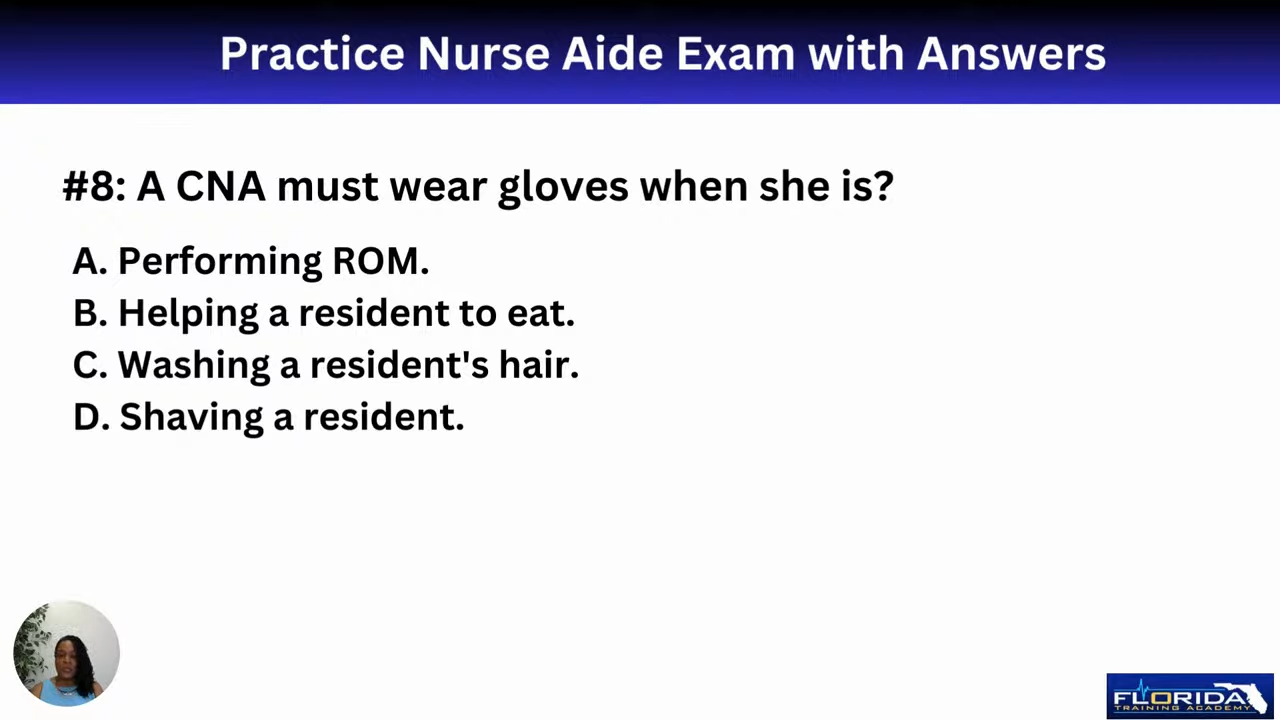 Practice Nurse Aide Exam with Answers
#8: A CNA must wear gloves when she is?
A. Performing ROM.
B. Helping a resident to eat.
C. Washing a resident's hair.
D. Shaving a resident.
FLORIDA
TRAINING ACADEMY